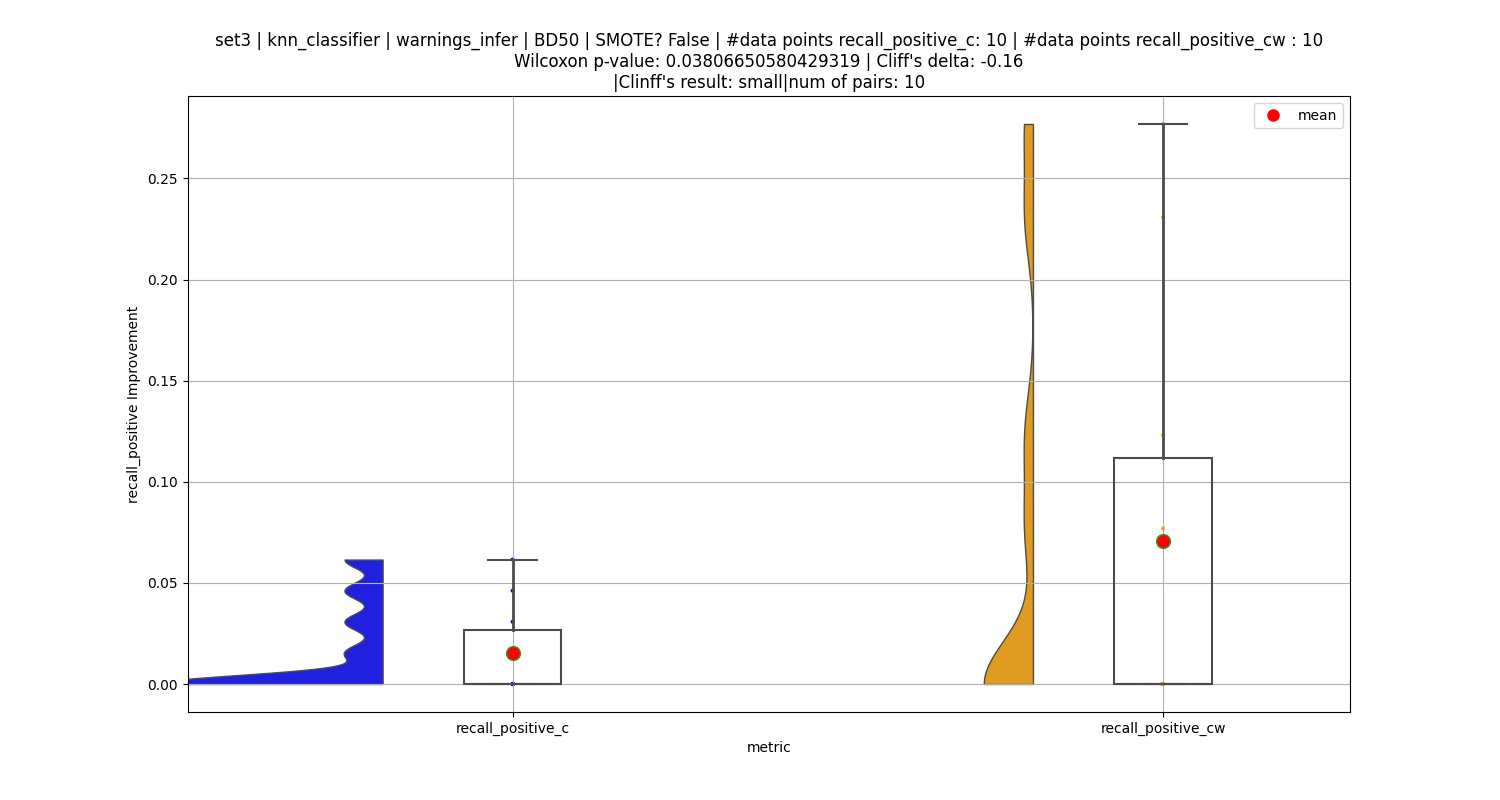 set3 | knn_classifier | warnings_infer | BD50 | SMOTE? False | #data points recall_positive_c: 10 | #data points recall_positive_cw : 10
Wilcoxon p-value: 0.03806650580429319 | Cliff's delta: -0.16
|Clinff's result: small|num of pairs: 10
mean
0.25
0.20
0.15
0.10
0.05
0.00
recall_positive Improvement
recall_positive_c
recall_positive_cw
metric